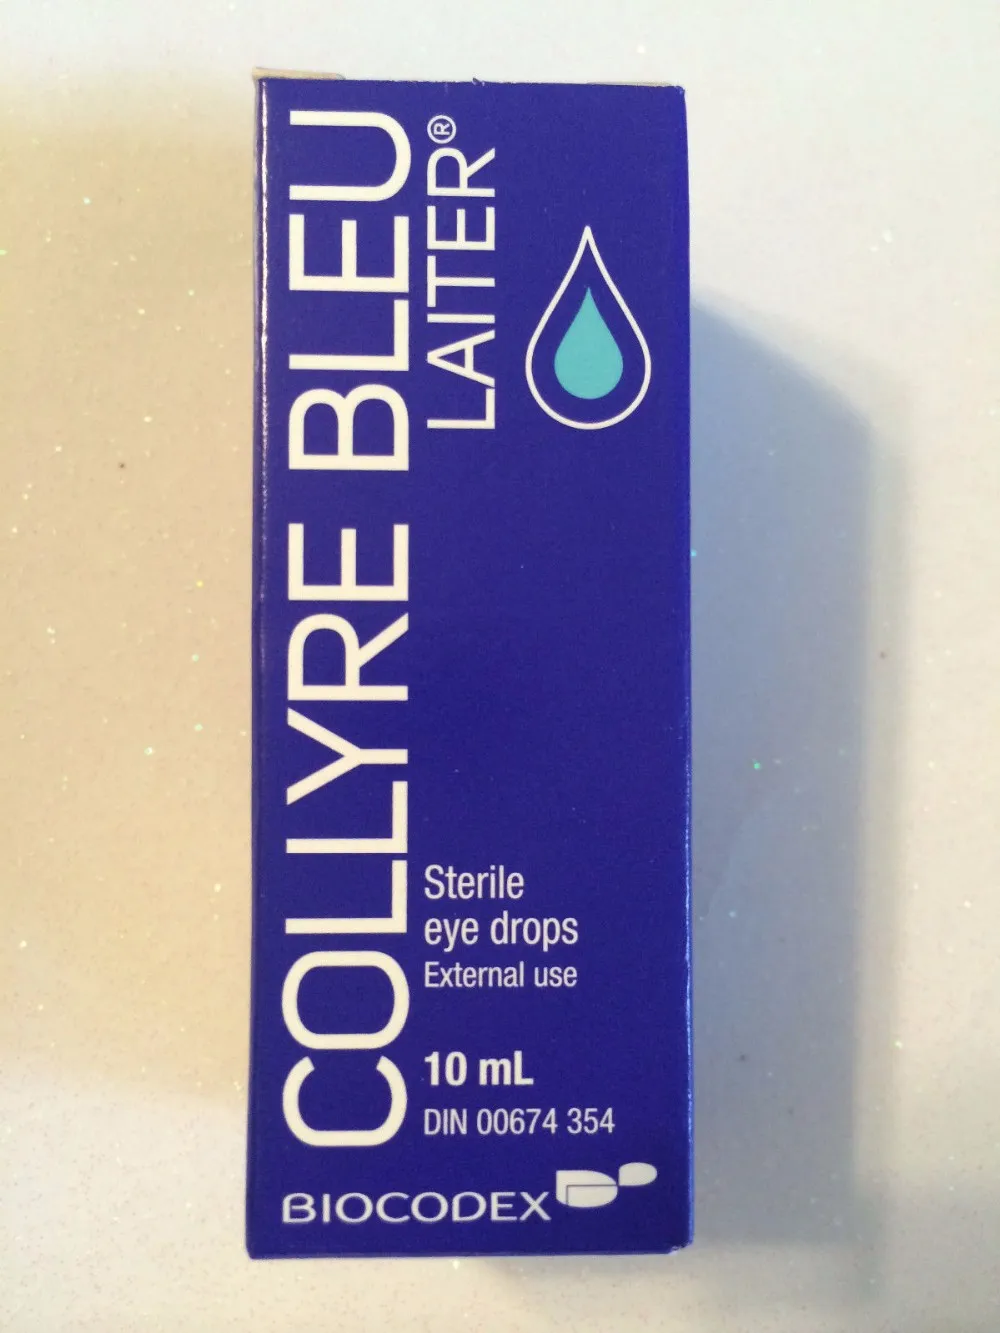 COLLYRE BLEU
LAITER®
Sterile
eye drops
External use
10 mL
DIN 00674 354
BIOCODEX